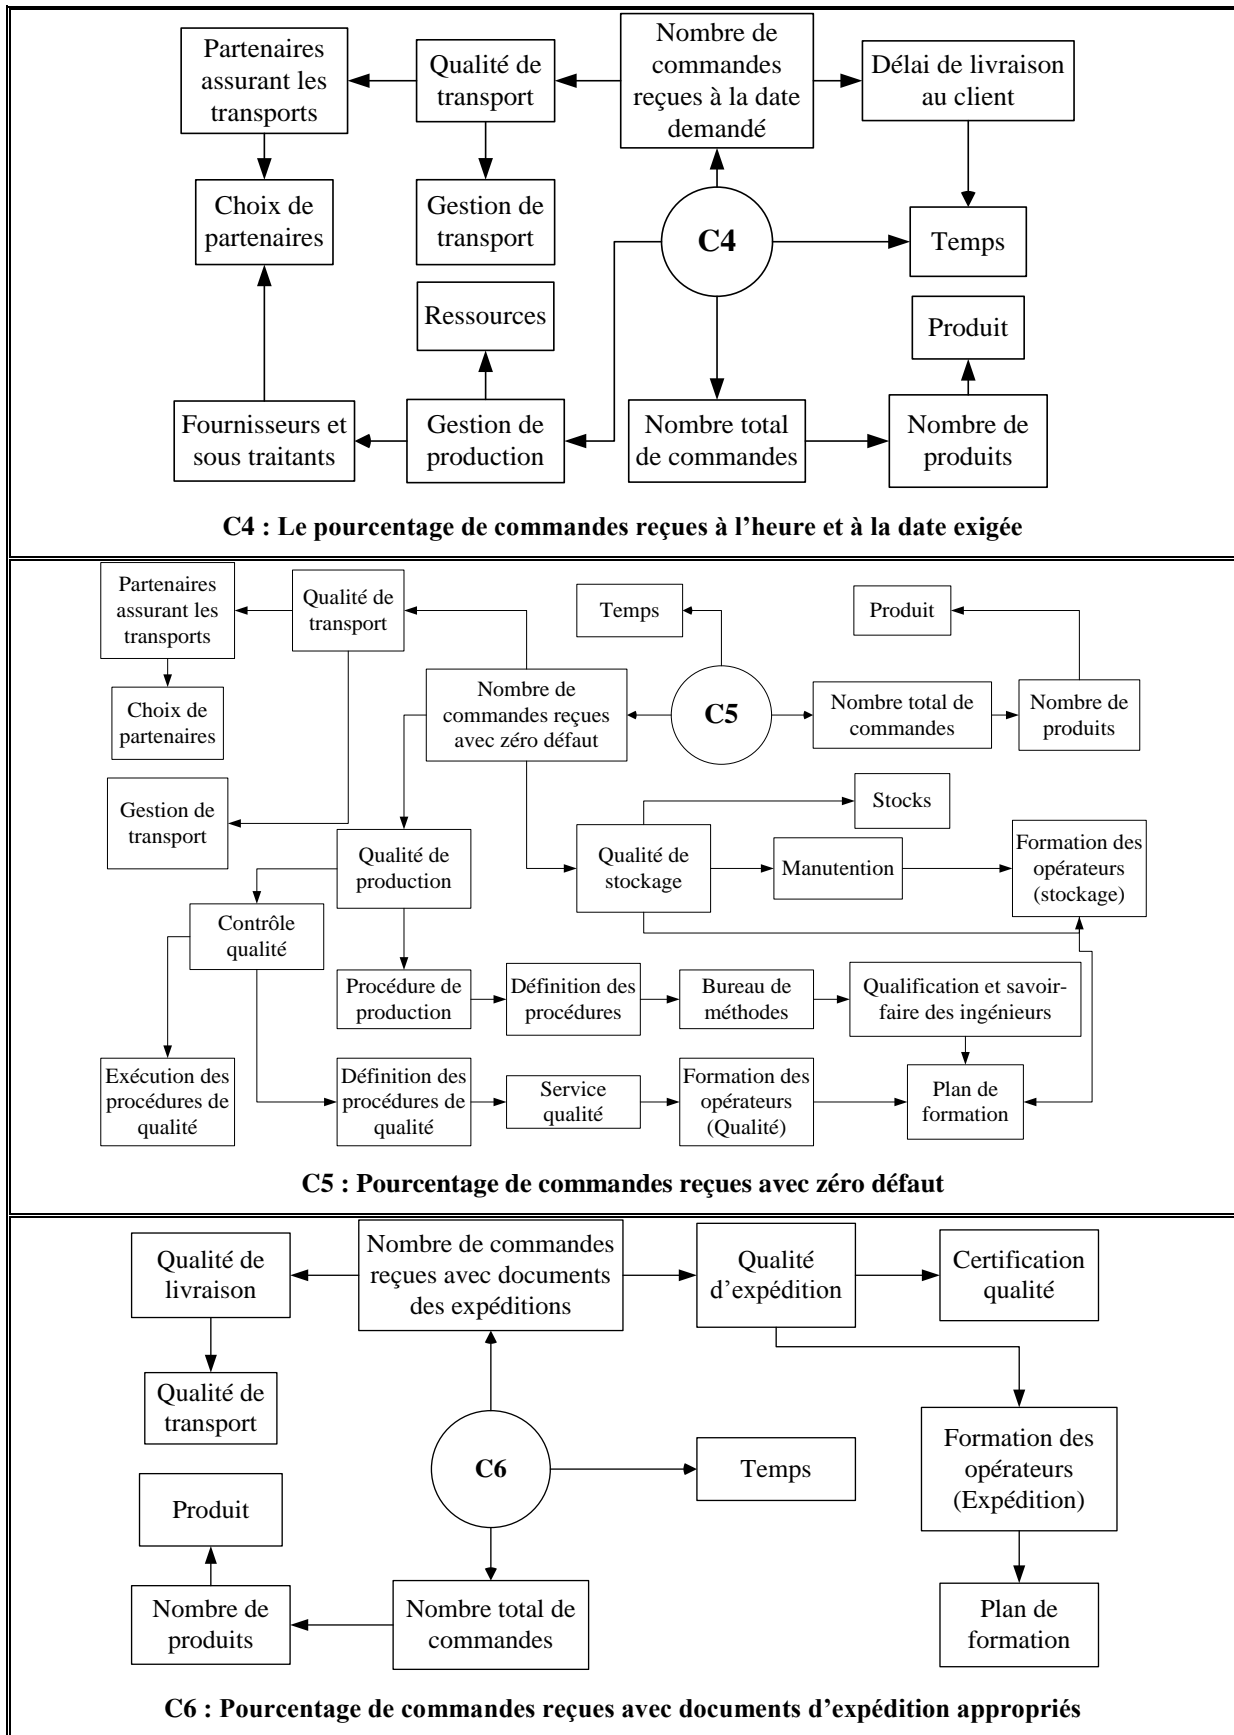 Partenaires
assurant les
transports
Qualité de
transport
Nombre de
commandes
reçues à la date
demandé
Délai de livraison
au client
Choix de
partenaires
Gestion de
transport
C4
Temps
Ressources
Produit
Fournisseurs et
sous traitants
Gestion de
production
Nombre total
de commandes
Nombre de
produits
C4 : Le pourcentage de commandes reçues à l’heure et à la date exigée
Partenaires
assurant les
transports
Qualité de
transport
Temps
Produit
Choix de
partenaires
Nombre de
commandes reçues
avec zéro défaut
C5
Nombre total de
commandes
Nombre de
produits
Gestion de
transport
Stocks
Qualité de
production
Qualité de
stockage
Manutention
Formation des
opérateurs
(stockage)
Contrôle
qualité
Procédure de
production
Définition des
procédures
Bureau de
méthodes
Qualification et savoir-
faire des ingénieurs
Exécution des
procédures de
qualité
Définition des
procédures de
qualité
Service
qualité
Formation des
opérateurs
(Qualité)
Plan de
formation
C5 : Pourcentage de commandes reçues avec zéro défaut
Qualité de
livraison
Nombre de commandes
reçues avec documents
des expéditions
Qualité
d’expédition
Certification
qualité
Qualité de
transport
C6
Temps
Formation des
opérateurs
(Expédition)
Produit
Nombre de
produits
Nombre total de
commandes
Plan de
formation
C6 : Pourcentage de commandes reçues avec documents d’expédition appropriés